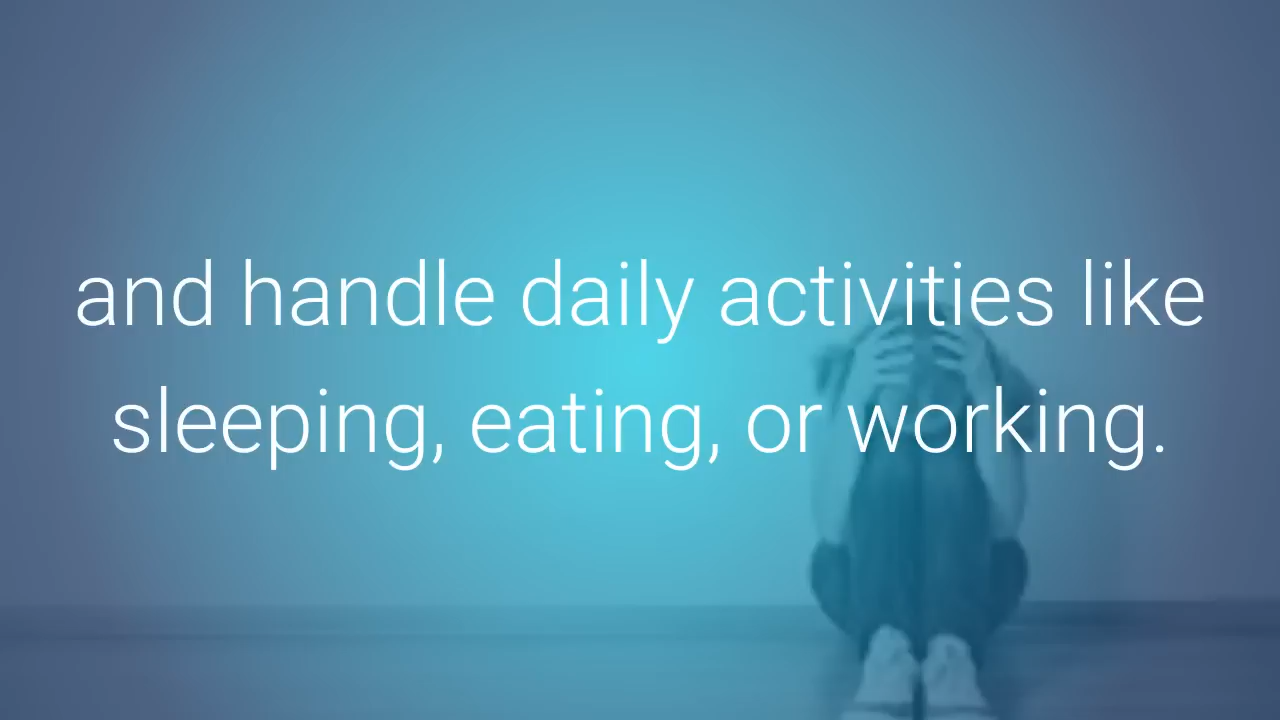 and handle daily activities like
sleeping, eating, or working.